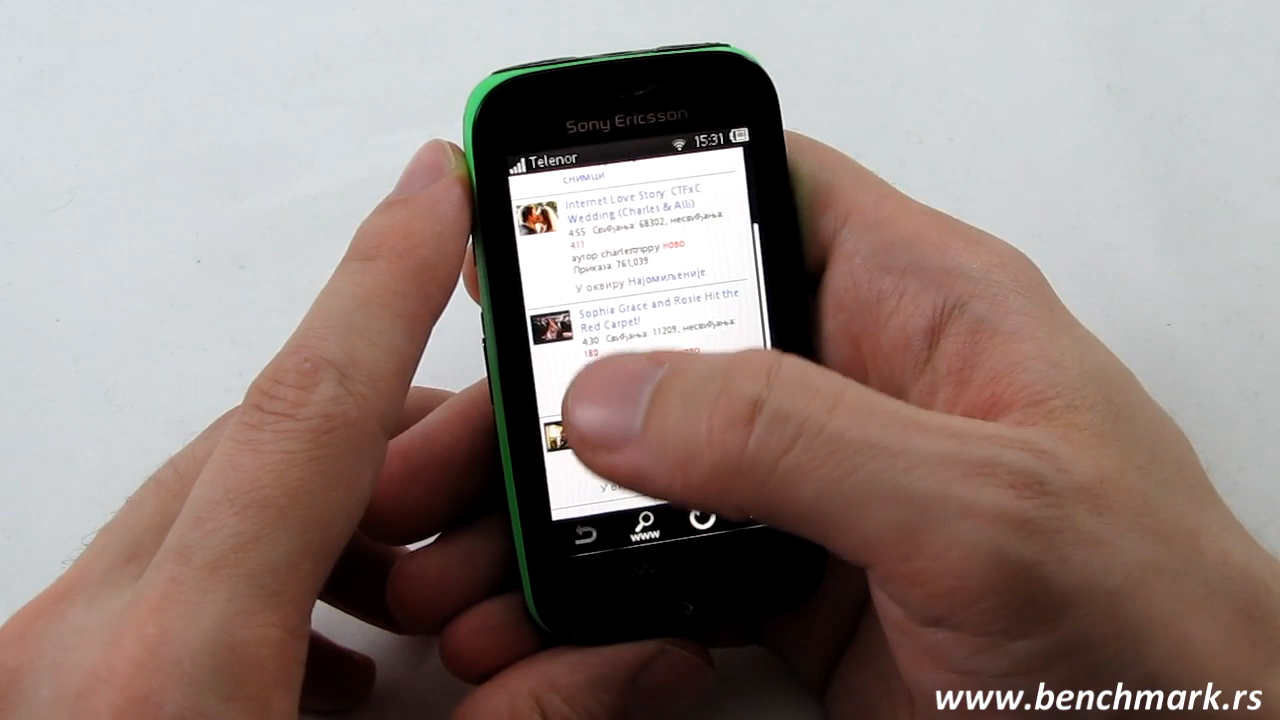 Sony Ericsson
Telenor 15:31
снимци
Internet Love Story: CTFxC
Wedding (Charles & Alli)
4:55 Свиђања: 68302, несвиђања:
411
аутор charlestrippy ново
Приказа: 761,039
У оквиру Најомиљеније
Sophia Grace and Rosie Hit the
Red Carpet!
4:30 Свиђања: 11209, несвиђања:
180 ново
www
www.benchmark.rs